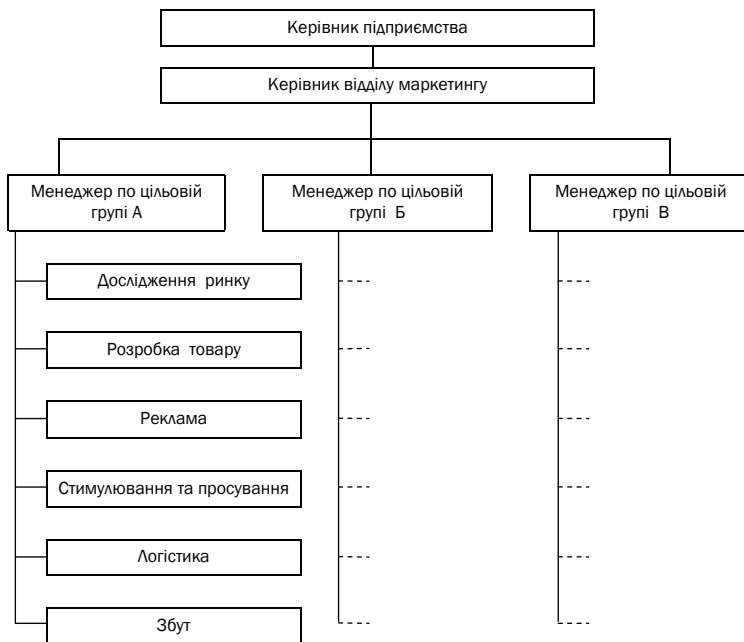 Керівник підприємства
Керівник відділу маркетингу
Менеджер по цільовій
групі А
Менеджер по цільовій
групі Б
Менеджер по цільовій
групі В
Дослідження ринку
Розробка товару
Реклама
Стимулювання та просування
Логістика
Збут